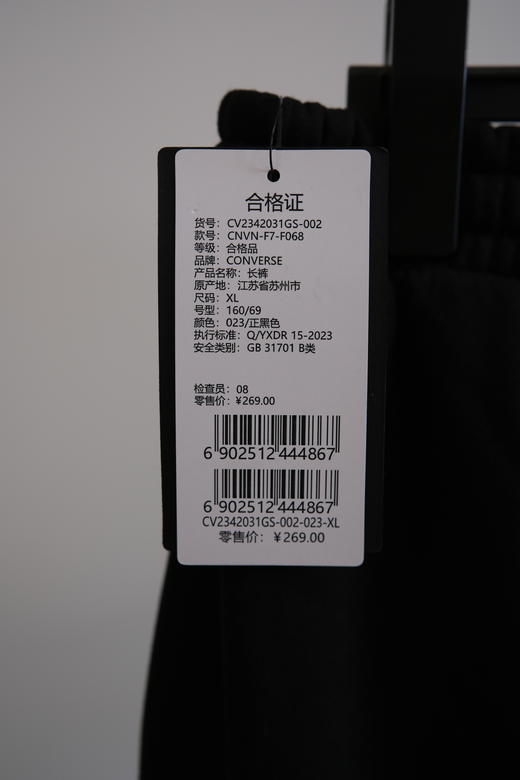 合格证
货号：CV2342031GS-002
款号：CNVN-F7-F068
等级：合格品
品牌：CONVERSE
产品名称：长裤
原产地：江苏省苏州市
尺码：XL
号型：160/69
颜色：023/正黑色
执行标准：Q/YXDR 15-2023
安全类别：GB 31701 B类
检查员：08
零售价：¥269.00
6 902512 444867
6 902512 444867
CV2342031GS-002-023-XL
零售价：¥269.00